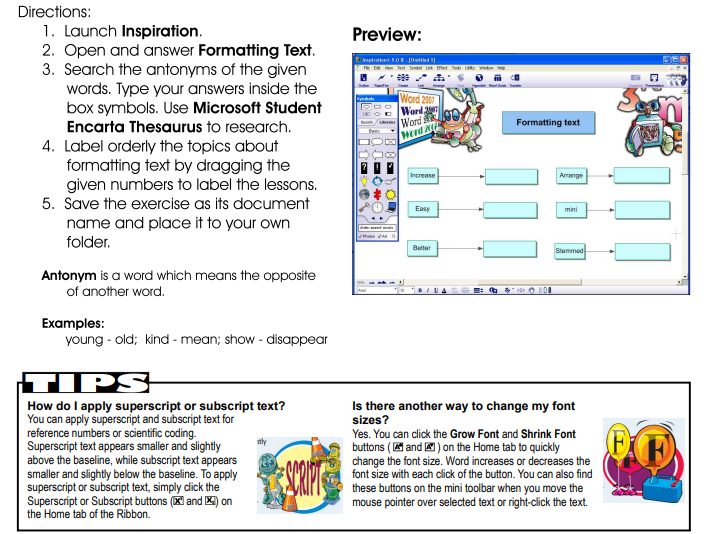 Directions:
1. Launch Inspiration.
2. Open and answer Formatting Text.
3. Search the antonyms of the given
words. Type your answers inside the
box symbols. Use Microsoft Student
Encarta Thesaurus to research.
4. Label orderly the topics about
formatting text by dragging the
given numbers to label the lessons.
5. Save the exercise as its document
name and place it to your own
folder.
Antonym is a word which means the opposite
of another word.
Examples:
young - old; kind - mean; show - disappear
Preview:
Inspiration® 9.0 IE - [Untitled 1]
File Edit View Text Symbol Link Effect Tools Utility Window Help
Symbols
Search Libraries
Basic
Word 2007
Word 2007
Word 2007
Word 2007
Formatting text
Increase
Arrange
Easy
mini
Better
Stemmed
TIPS
How do I apply superscript or subscript text?
You can apply superscript and subscript text for
reference numbers or scientific coding.
Superscript text appears smaller and slightly
above the baseline, while subscript text appears
smaller and slightly below the baseline. To apply
superscript or subscript text, simply click the
Superscript or Subscript buttons ( and ) on
the Home tab of the Ribbon.
ntly
SCRIPT
Is there another way to change my font
sizes?
Yes. You can click the Grow Font and Shrink Font
buttons ( and ) on the Home tab to quickly
change the font size. Word increases or decreases the
font size with each click of the button. You can also find
these buttons on the mini toolbar when you move the
mouse pointer over selected text or right-click the text.
F F F